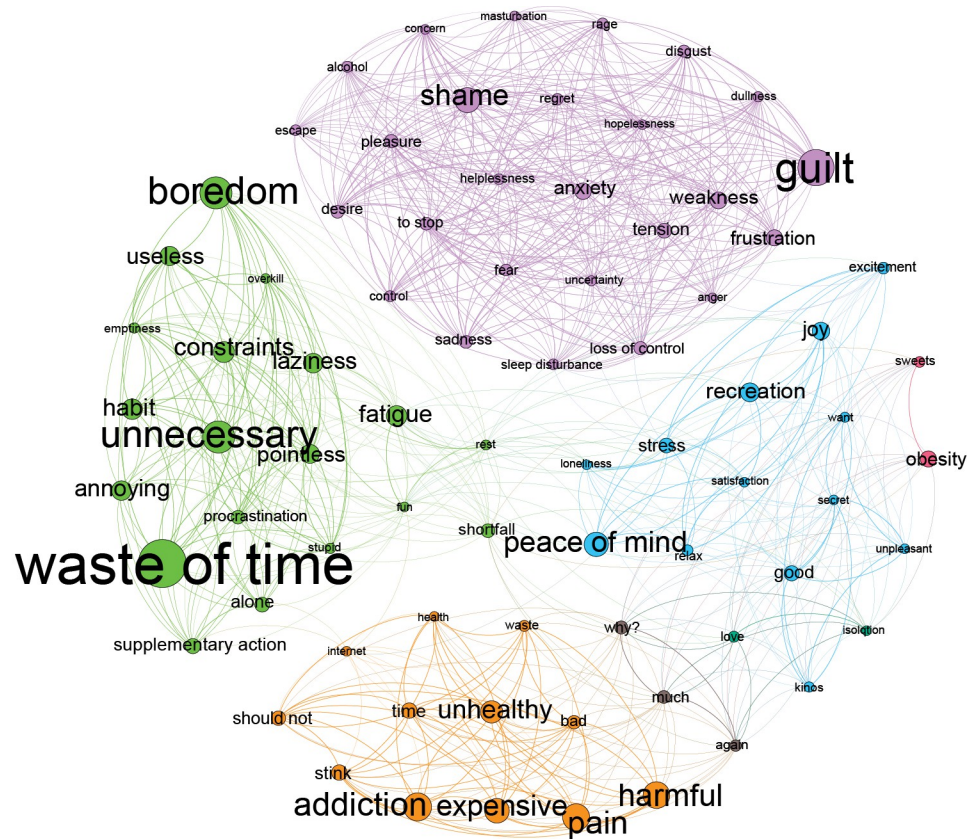 masturbation
concern
rage
disgust
alcohol
shame
regret
dullness
escape
pleasure
hopelessness
guilt
boredom
helplessness
anxiety
weakness
desire
to stop
tension
frustration
useless
overkill
fear
uncertainty
excitement
control
anger
emptiness
constraints
laziness
sadness
sleep disturbance
loss of control
joy
sweets
recreation
habit
fatigue
want
unnecessary
pointless
rest
stress
loneliness
obesity
annoying
satisfaction
secret
procrastination
fun
shortfall
peace of mind
relax
unpleasant
stupid
waste of time
good
alone
supplementary action
health
waste
why?
love
isolqtion
internet
kinos
should not
time
unhealthy
bad
much
again
stink
addiction
expensive
pain
harmful